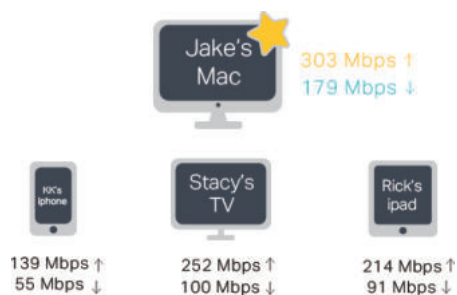 Jake's
Mac
303 Mbps ↑
179 Mbps ↓
KK's
iphone
Stacy's
TV
Rick's
ipad
139 Mbps ↑
55 Mbps ↓
252 Mbps ↑
100 Mbps ↓
214 Mbps ↑
91 Mbps ↓